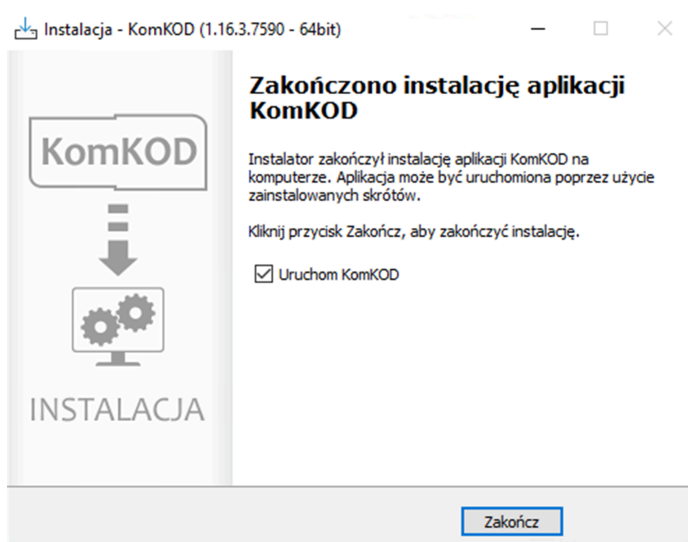 Instalacja - KomKOD (1.16.3.7590 - 64bit)
KomKOD
INSTALACJA
Zakończono instalację aplikacji
KomKOD
Instalator zakończył instalację aplikacji KomKOD na
komputerze. Aplikacja może być uruchomiona poprzez użycie
zainstalowanych skrótów.
Kliknij przycisk Zakończ, aby zakończyć instalację.
Uruchom KomKOD
Zakończ